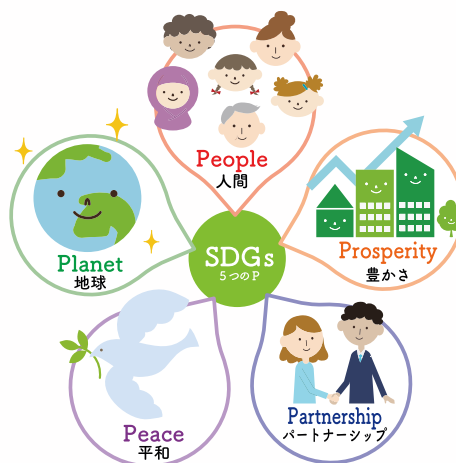 People
人間
Planet
地球
SDGs
5つのP
Prosperity
豊かさ
Peace
平和
Partnership
パートナーシップ